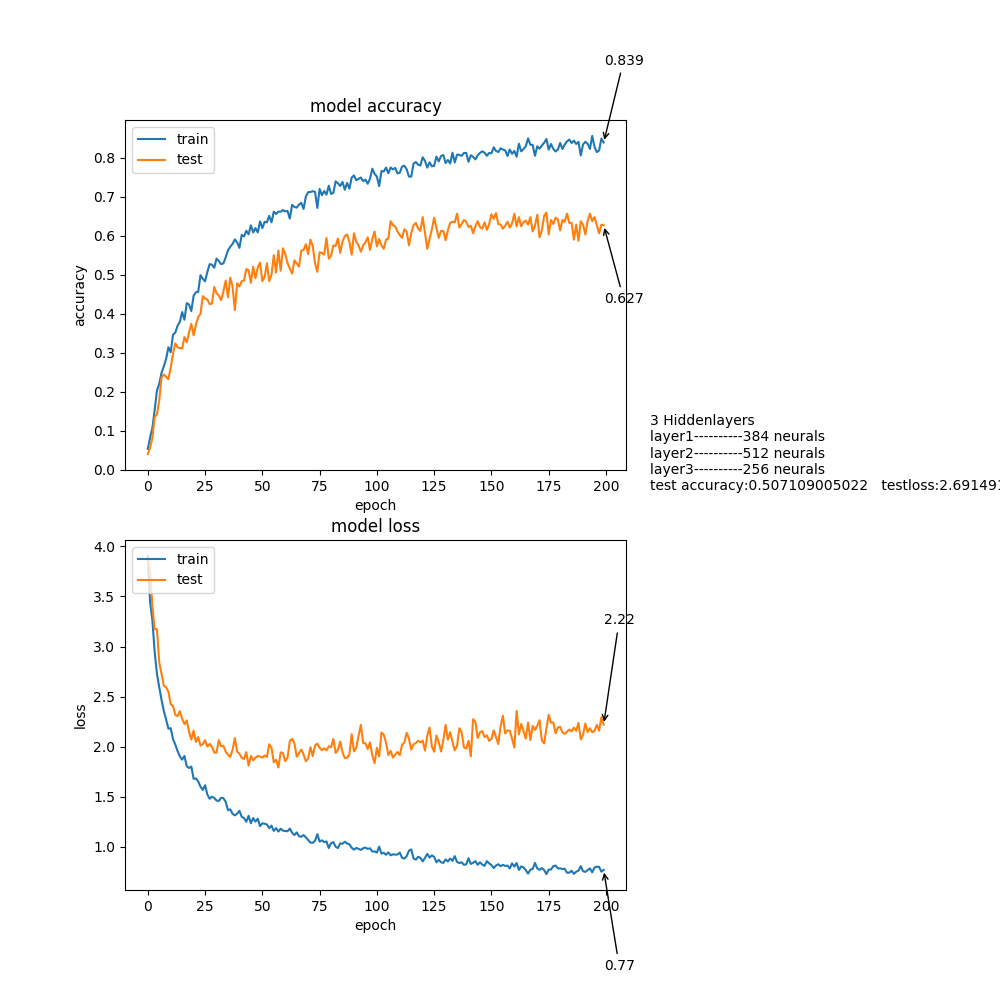 0.839
model accuracy
train
test
0.8
0.7
0.6
0.5
0.4
0.3
0.2
0.1
0.0
accuracy
0.627
0 25 50 75 100 125 150 175 200
epoch
3 Hiddenlayers
layer1----------384 neurals
layer2----------512 neurals
layer3----------256 neurals
test accuracy:0.507109005022 testloss:2.691491
model loss
train
test
4.0
3.5
3.0
2.5
2.0
1.5
1.0
loss
2.22
0 25 50 75 100 125 150 175 200
epoch
0.77